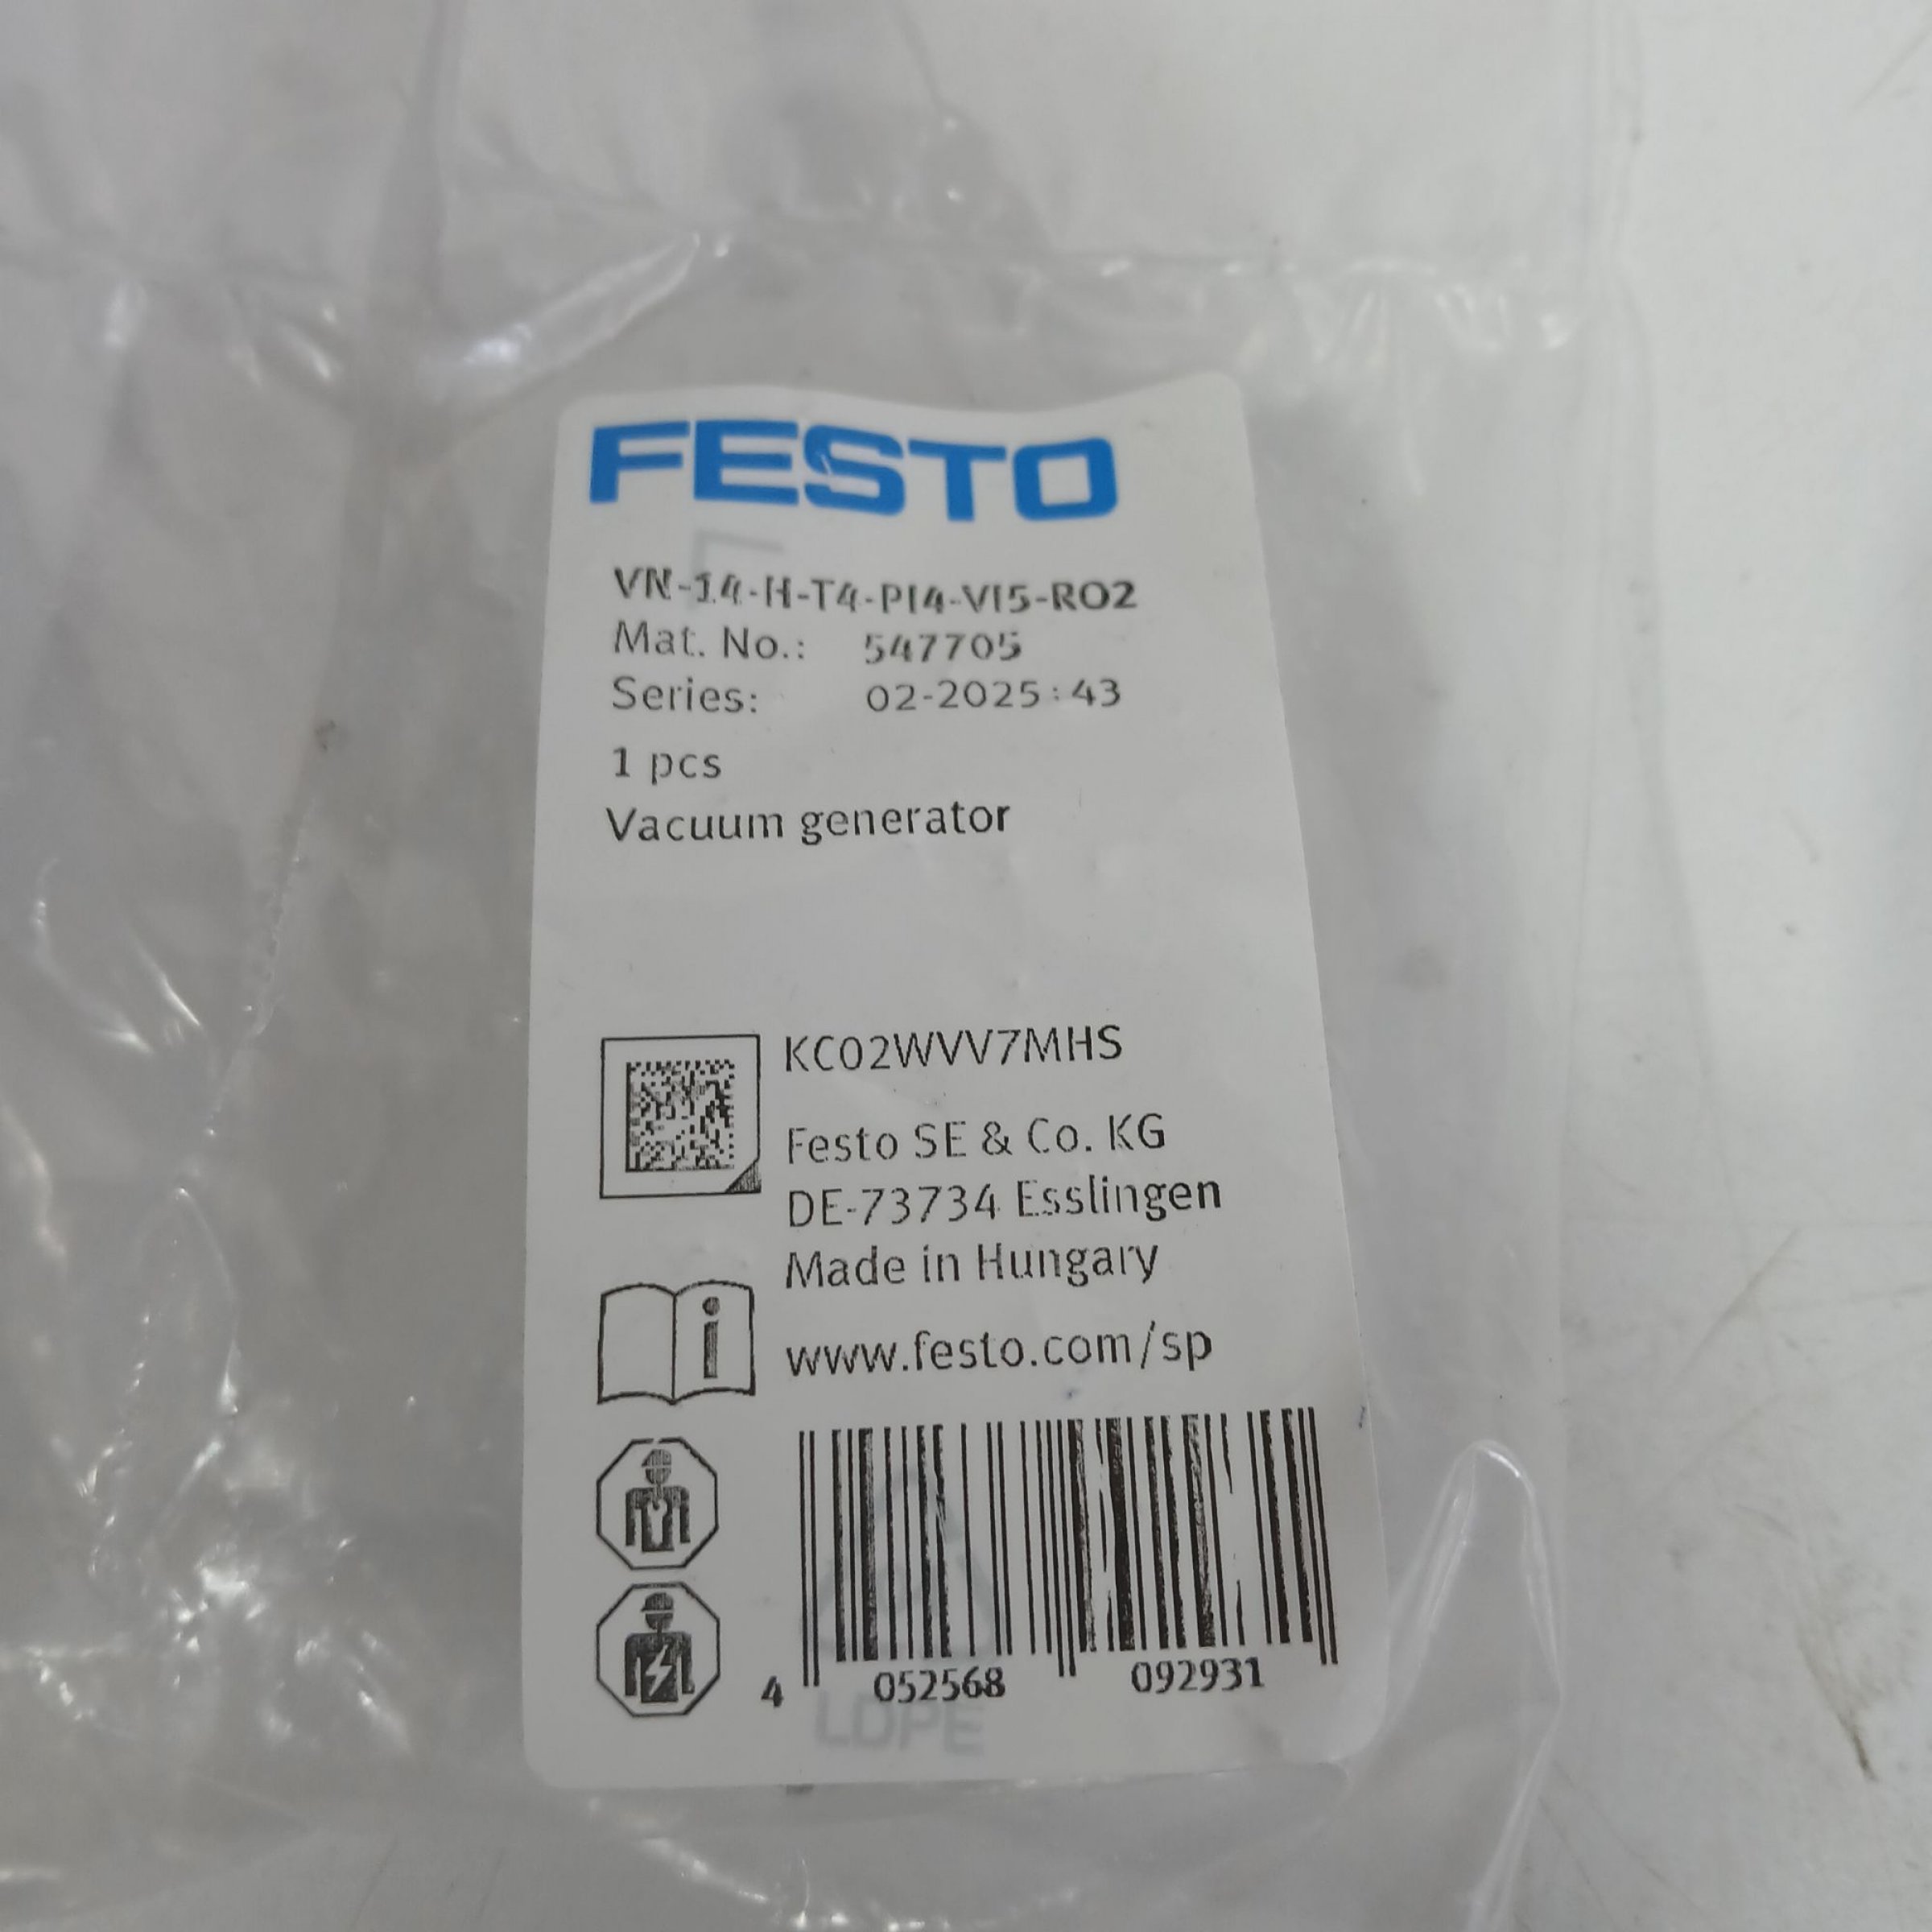 FESTO
VN-14-H-T4-PI4-VI5-RO2
Mat. No.: 547705
Series: 02-2025:43
1 pcs
Vacuum generator
KC02WVV7MHS
Festo SE & Co. KG
DE-73734 Esslingen
Made in Hungary
i
www.festo.com/sp
4 052568 092931
LDPE